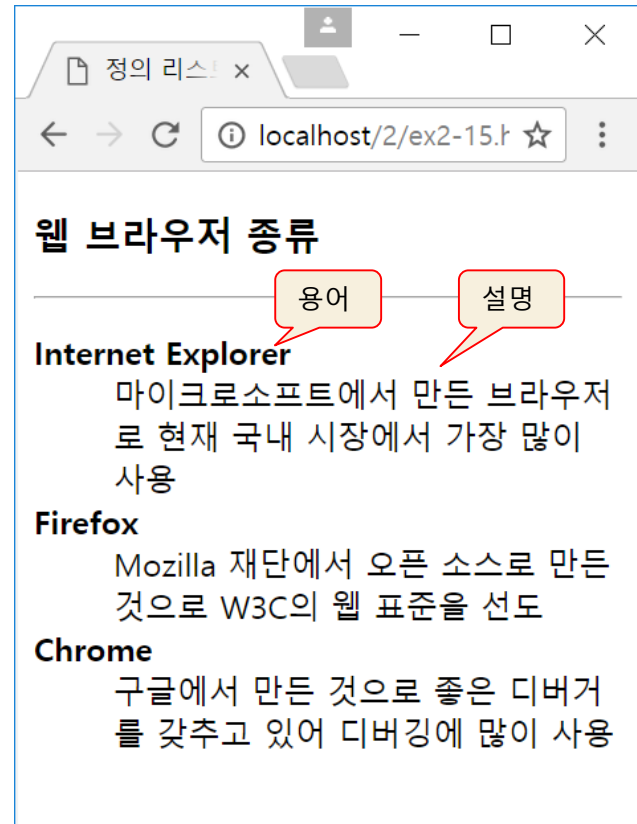 정의 리스트
localhost/2/ex2-15.h
웹 브라우저 종류
용어
설명
Internet Explorer
마이크로소프트에서 만든 브라우저
로 현재 국내 시장에서 가장 많이
사용
Firefox
Mozilla 재단에서 오픈 소스로 만든
것으로 W3C의 웹 표준을 선도
Chrome
구글에서 만든 것으로 좋은 디버거
를 갖추고 있어 디버깅에 많이 사용